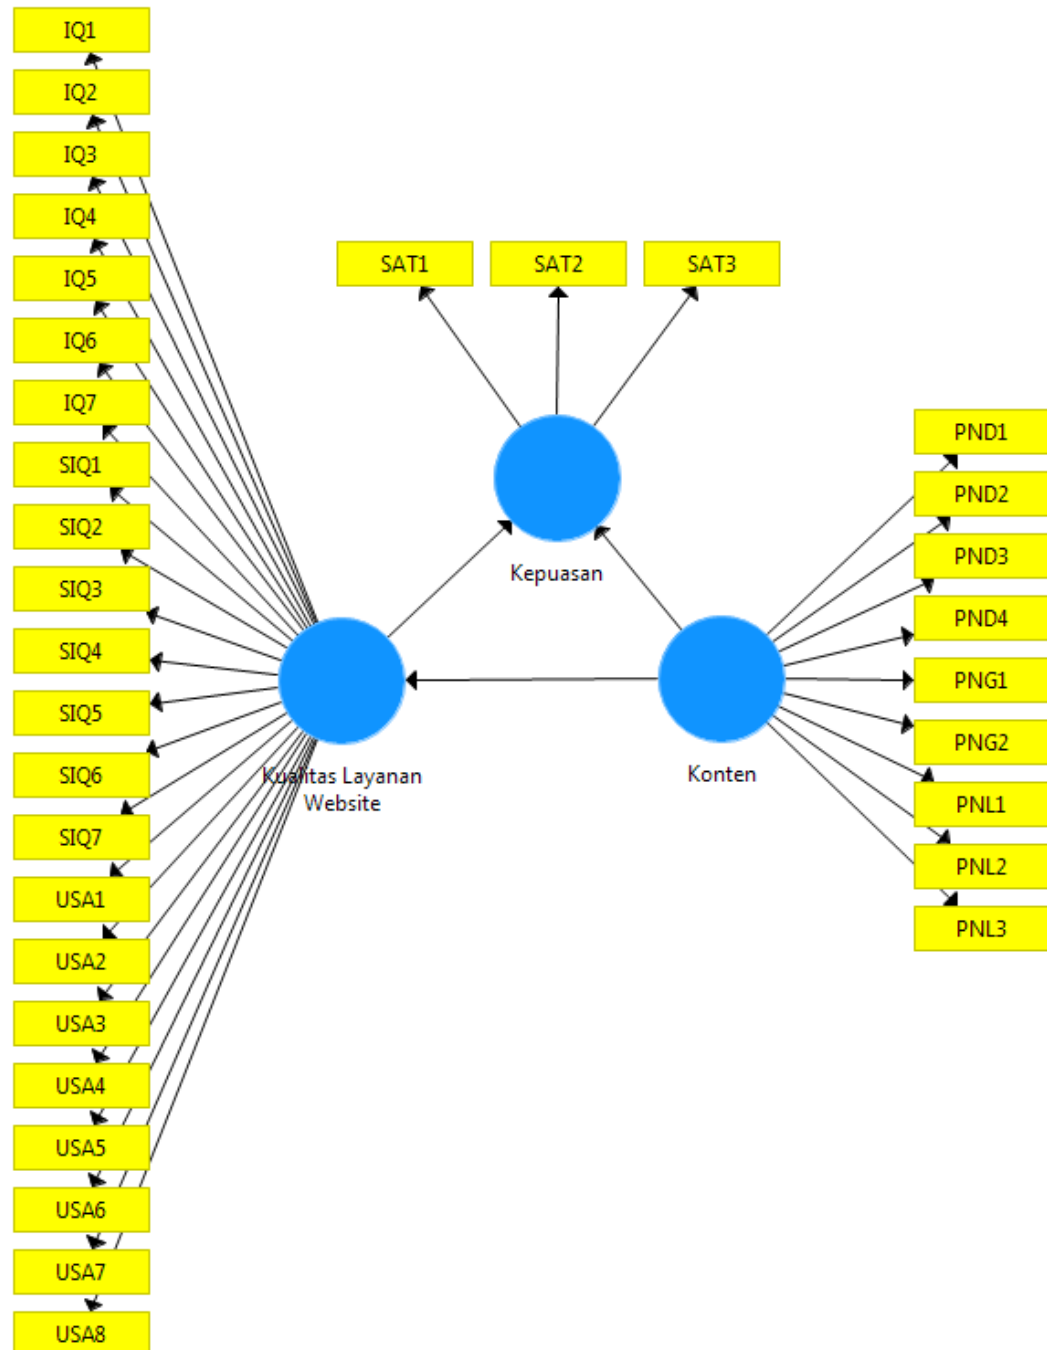 IQ1
IQ2
IQ3
IQ4
IQ5
IQ6
IQ7
SIQ1
SIQ2
SIQ3
SIQ4
SIQ5
SIQ6
SIQ7
USA1
USA2
USA3
USA4
USA5
USA6
USA7
USA8
SAT1
SAT2
SAT3
Kepuasan
Kualitas Layanan
Website
Konten
PND1
PND2
PND3
PND4
PNG1
PNG2
PNL1
PNL2
PNL3